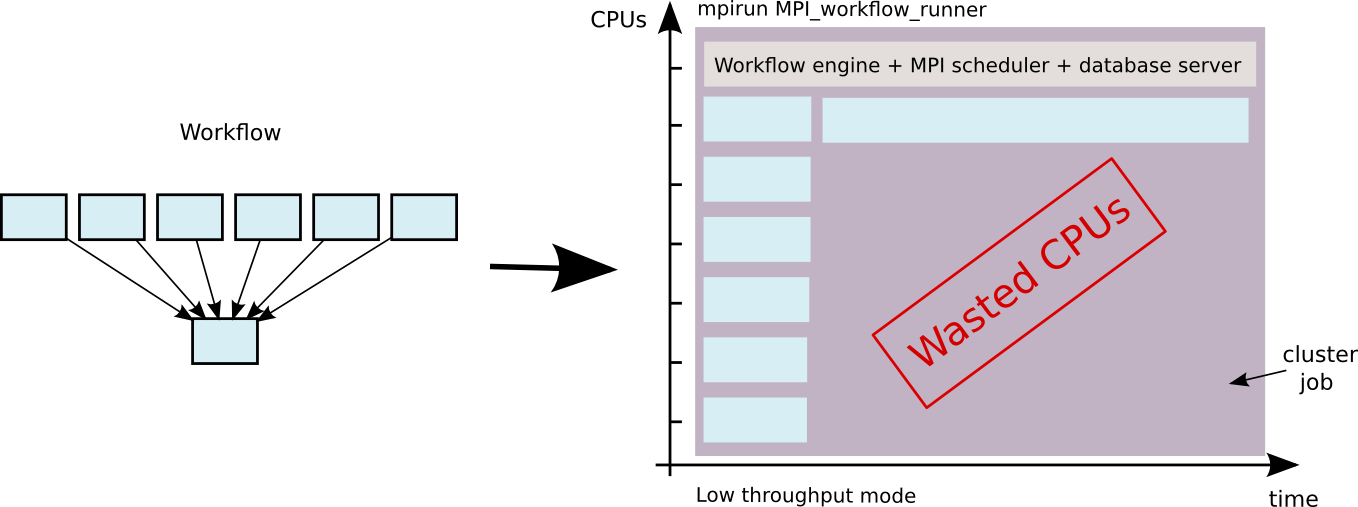 Workflow
CPUs
mpirun MPI_workflow_runner
Workflow engine + MPI scheduler + database server
Wasted CPUs
cluster
job
Low throughput mode
time